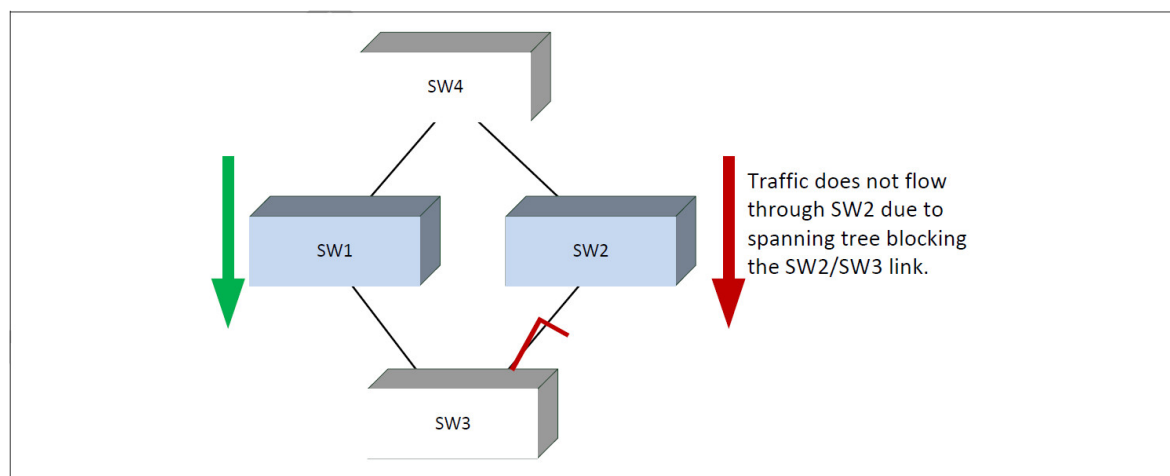 SW4
SW1
SW2
Traffic does not flow
through SW2 due to
spanning tree blocking
the SW2/SW3 link.
SW3